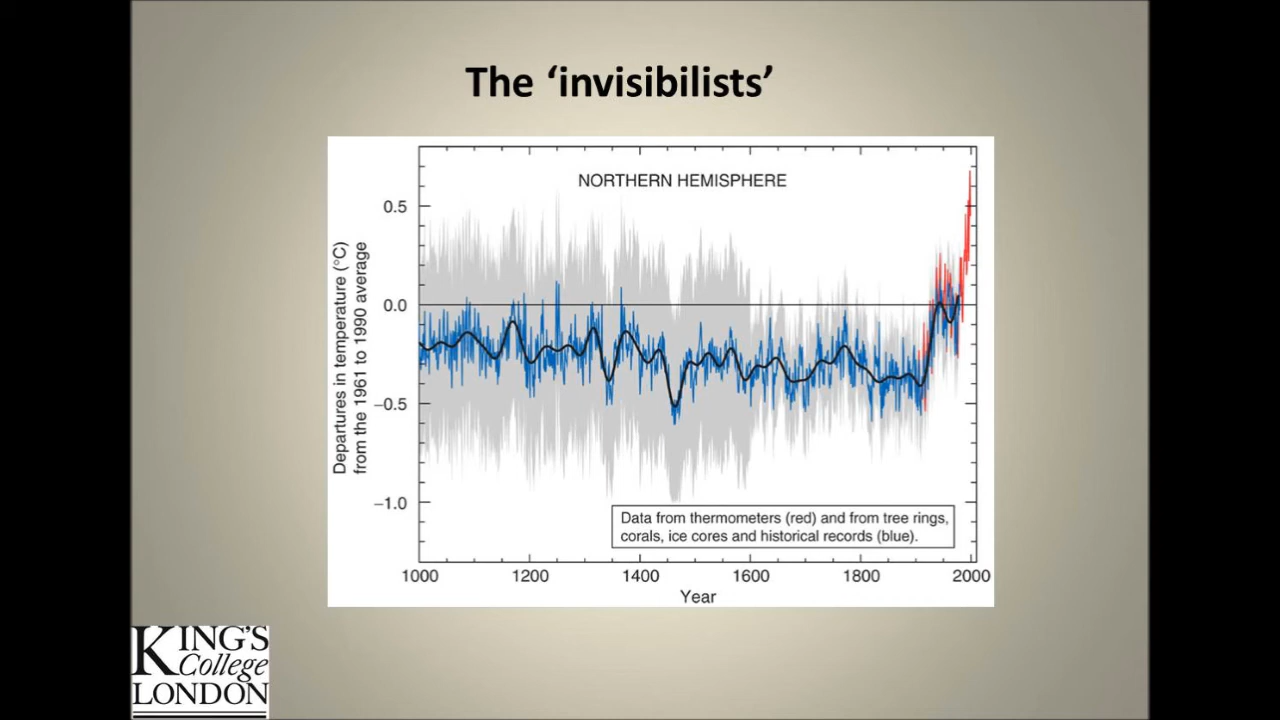 The ‘invisibilists’
NORTHERN HEMISPHERE
Departures in temperature (°C)
from the 1961 to 1990 average
0.5
0.0
−0.5
−1.0
Data from thermometers (red) and from tree rings,
corals, ice cores and historical records (blue).
1000 1200 1400 1600 1800 2000
Year
KING'S
College
LONDON